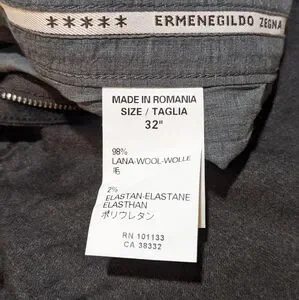 ★★★★★ ERMENEGILDO ZEGNA
MADE IN ROMANIA
SIZE / TAGLIA
32"
98%
LANA-WOOL-WOLLE
毛
2%
ELASTAN-ELASTANE
ELASTHAN
ポリウレタン
RN 101133
CA 38332